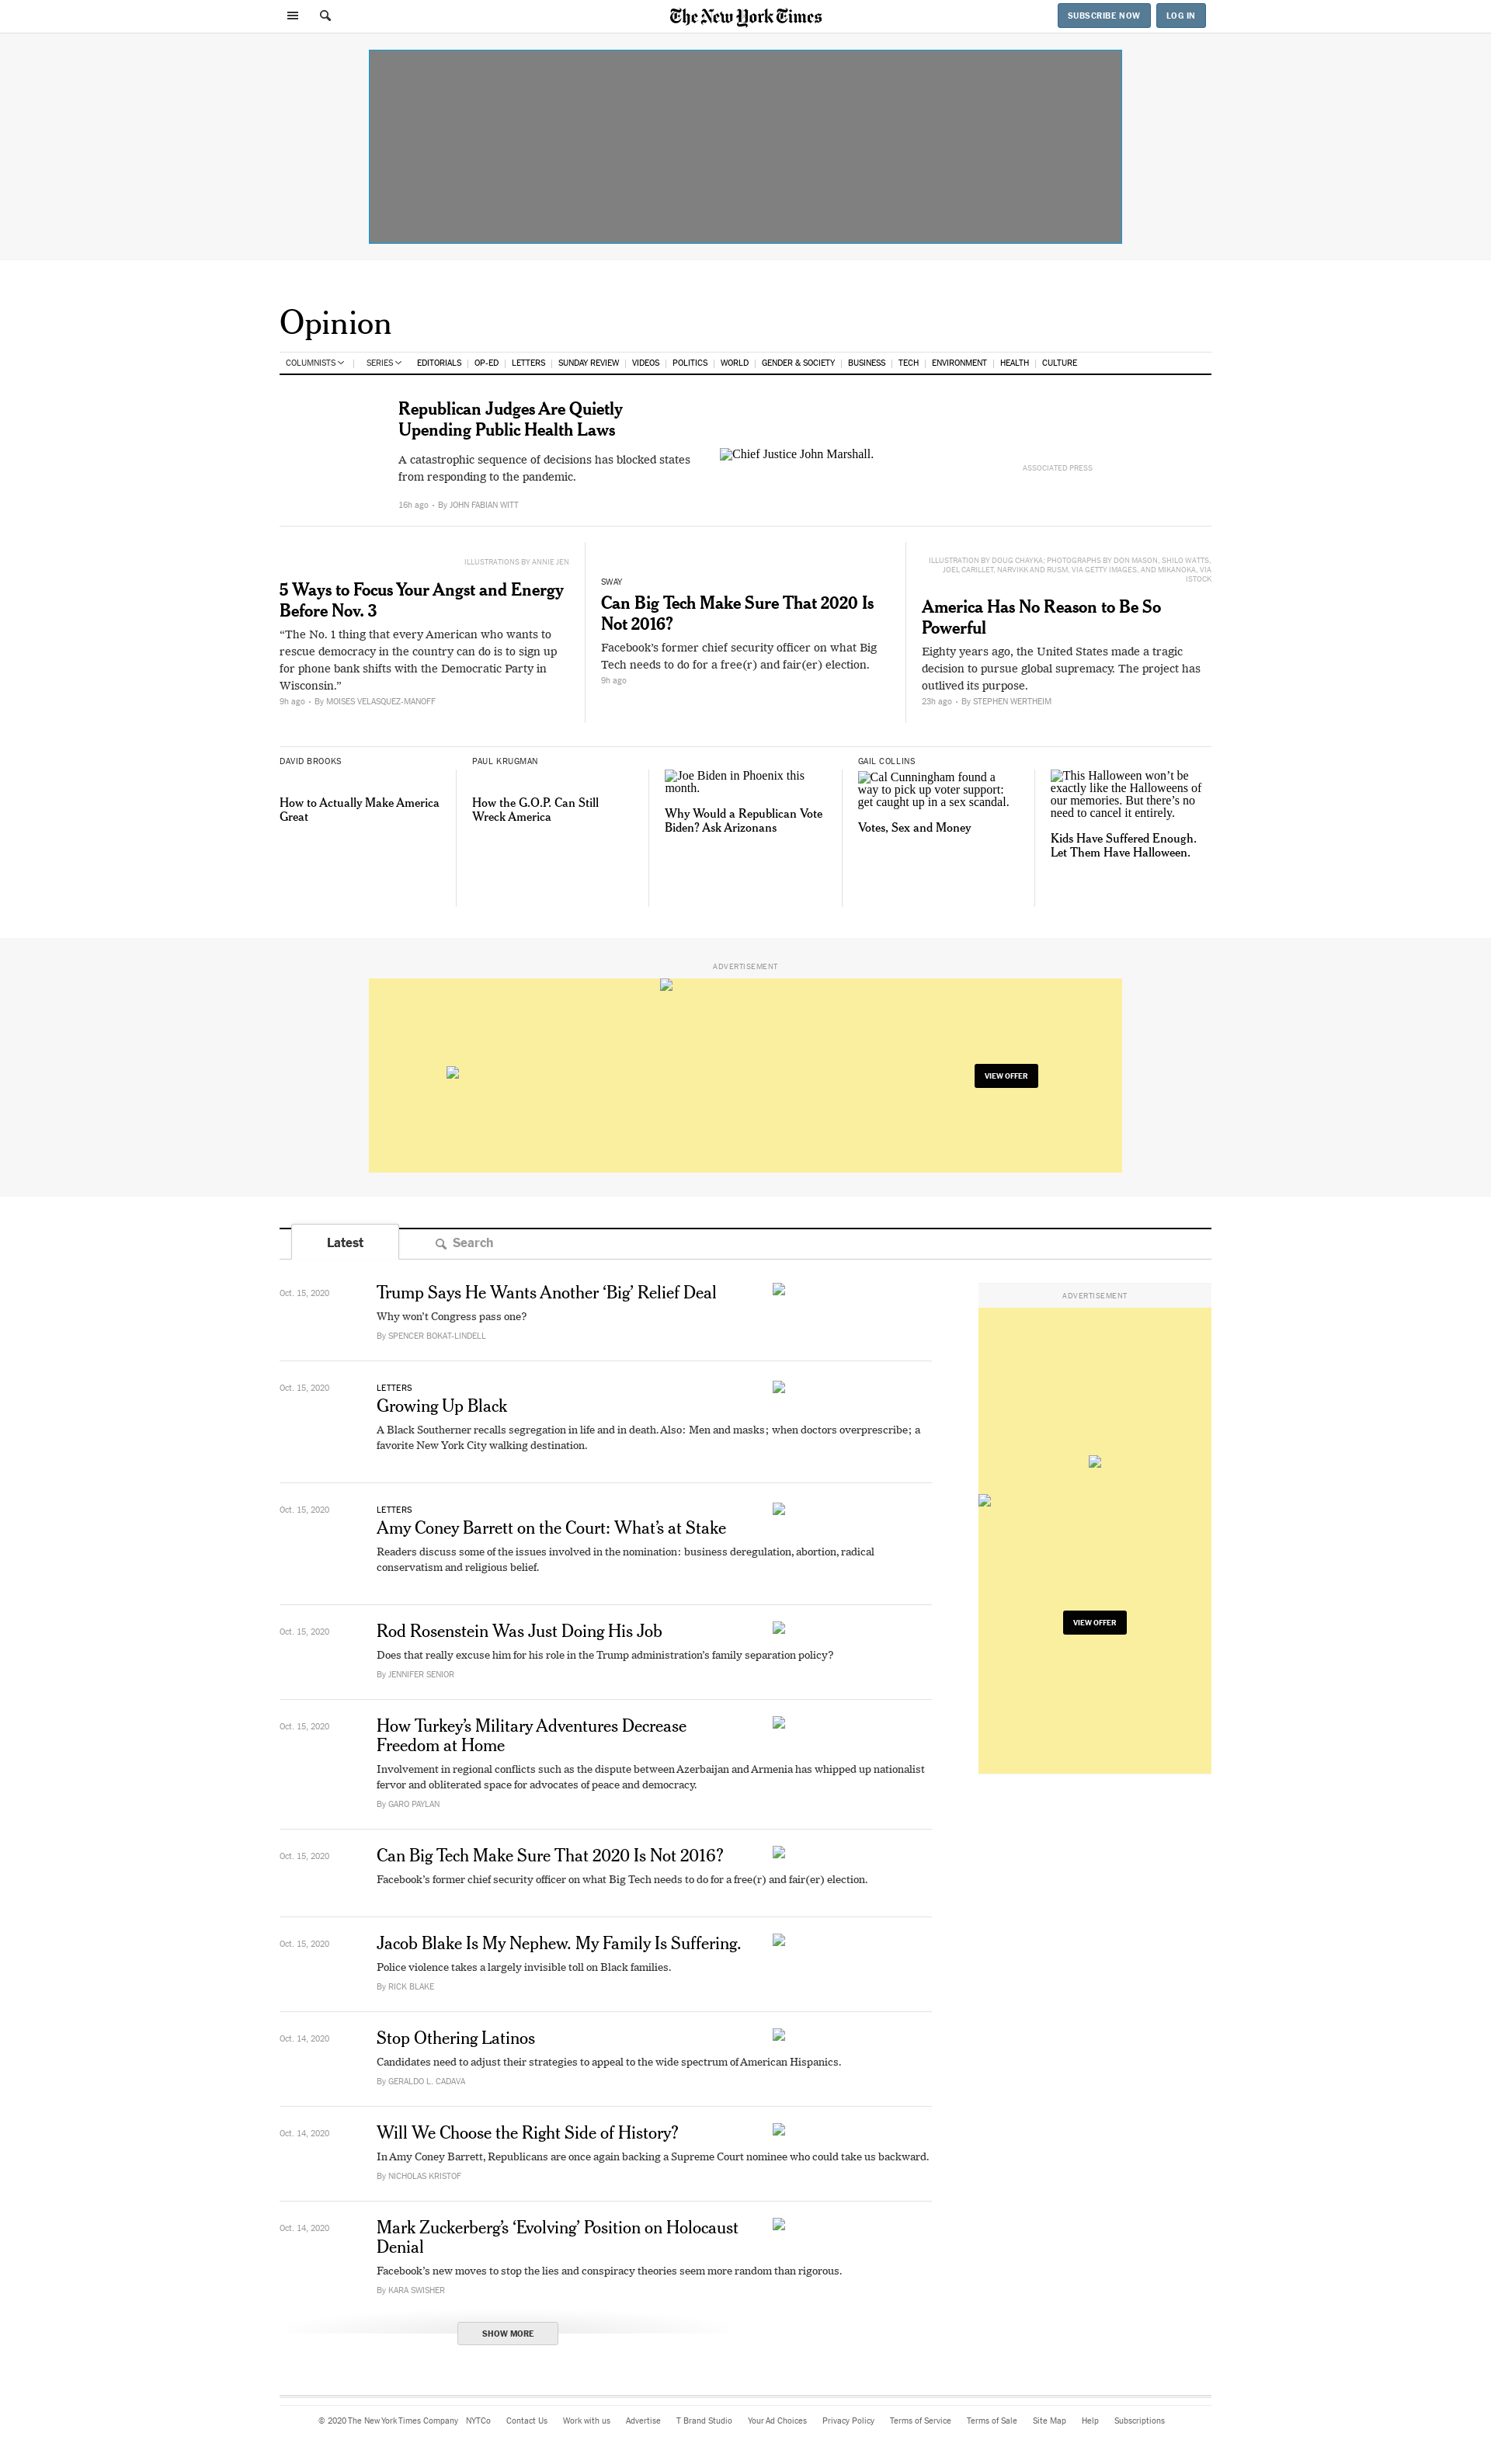 The New York Times
SUBSCRIBE NOW
LOG IN
Opinion
COLUMNISTS
SERIES
EDITORIALS
OP-ED
LETTERS
SUNDAY REVIEW
VIDEOS
POLITICS
WORLD
GENDER & SOCIETY
BUSINESS
TECH
ENVIRONMENT
HEALTH
CULTURE
Republican Judges Are Quietly
Upending Public Health Laws
A catastrophic sequence of decisions has blocked states
from responding to the pandemic.
16h ago • By JOHN FABIAN WITT
Chief Justice John Marshall.
ASSOCIATED PRESS
ILLUSTRATIONS BY ANNIE JEN
5 Ways to Focus Your Angst and Energy
Before Nov. 3
“The No. 1 thing that every American who wants to
rescue democracy in the country can do is to sign up
for phone bank shifts with the Democratic Party in
Wisconsin.”
9h ago • By MOISES VELASQUEZ-MANOFF
SWAY
Can Big Tech Make Sure That 2020 Is
Not 2016?
Facebook’s former chief security officer on what Big
Tech needs to do for a free(r) and fair(er) election.
9h ago
ILLUSTRATION BY DOUG CHAYKA; PHOTOGRAPHS BY DON MASON, SHILO WATTS,
JOEL CARILLET, NARVIKK AND RUSM, VIA GETTY IMAGES, AND MIKANOKA, VIA
ISTOCK
America Has No Reason to Be So
Powerful
Eighty years ago, the United States made a tragic
decision to pursue global supremacy. The project has
outlived its purpose.
23h ago • By STEPHEN WERTHEIM
DAVID BROOKS
How to Actually Make America
Great
PAUL KRUGMAN
How the G.O.P. Can Still
Wreck America
Joe Biden in Phoenix this
month.
Why Would a Republican Vote
Biden? Ask Arizonans
GAIL COLLINS
Cal Cunningham found a
way to pick up voter support:
get caught up in a sex scandal.
Votes, Sex and Money
This Halloween won’t be
exactly like the Halloweens of
our memories. But there’s no
need to cancel it entirely.
Kids Have Suffered Enough.
Let Them Have Halloween.
ADVERTISEMENT
VIEW OFFER
Latest
Search
Oct. 15, 2020
Trump Says He Wants Another ‘Big’ Relief Deal
Why won’t Congress pass one?
By SPENCER BOKAT-LINDELL
ADVERTISEMENT
Oct. 15, 2020
LETTERS
Growing Up Black
A Black Southerner recalls segregation in life and in death. Also: Men and masks; when doctors overprescribe; a
favorite New York City walking destination.
Oct. 15, 2020
LETTERS
Amy Coney Barrett on the Court: What’s at Stake
Readers discuss some of the issues involved in the nomination: business deregulation, abortion, radical
conservatism and religious belief.
VIEW OFFER
Oct. 15, 2020
Rod Rosenstein Was Just Doing His Job
Does that really excuse him for his role in the Trump administration’s family separation policy?
By JENNIFER SENIOR
Oct. 15, 2020
How Turkey’s Military Adventures Decrease
Freedom at Home
Involvement in regional conflicts such as the dispute between Azerbaijan and Armenia has whipped up nationalist
fervor and obliterated space for advocates of peace and democracy.
By GARO PAYLAN
Oct. 15, 2020
Can Big Tech Make Sure That 2020 Is Not 2016?
Facebook’s former chief security officer on what Big Tech needs to do for a free(r) and fair(er) election.
Oct. 15, 2020
Jacob Blake Is My Nephew. My Family Is Suffering.
Police violence takes a largely invisible toll on Black families.
By RICK BLAKE
Oct. 14, 2020
Stop Othering Latinos
Candidates need to adjust their strategies to appeal to the wide spectrum of American Hispanics.
By GERALDO L. CADAVA
Oct. 14, 2020
Will We Choose the Right Side of History?
In Amy Coney Barrett, Republicans are once again backing a Supreme Court nominee who could take us backward.
By NICHOLAS KRISTOF
Oct. 14, 2020
Mark Zuckerberg’s ‘Evolving’ Position on Holocaust
Denial
Facebook’s new moves to stop the lies and conspiracy theories seem more random than rigorous.
By KARA SWISHER
SHOW MORE
© 2020 The New York Times Company
NYTCo
Contact Us
Work with us
Advertise
T Brand Studio
Your Ad Choices
Privacy Policy
Terms of Service
Terms of Sale
Site Map
Help
Subscriptions